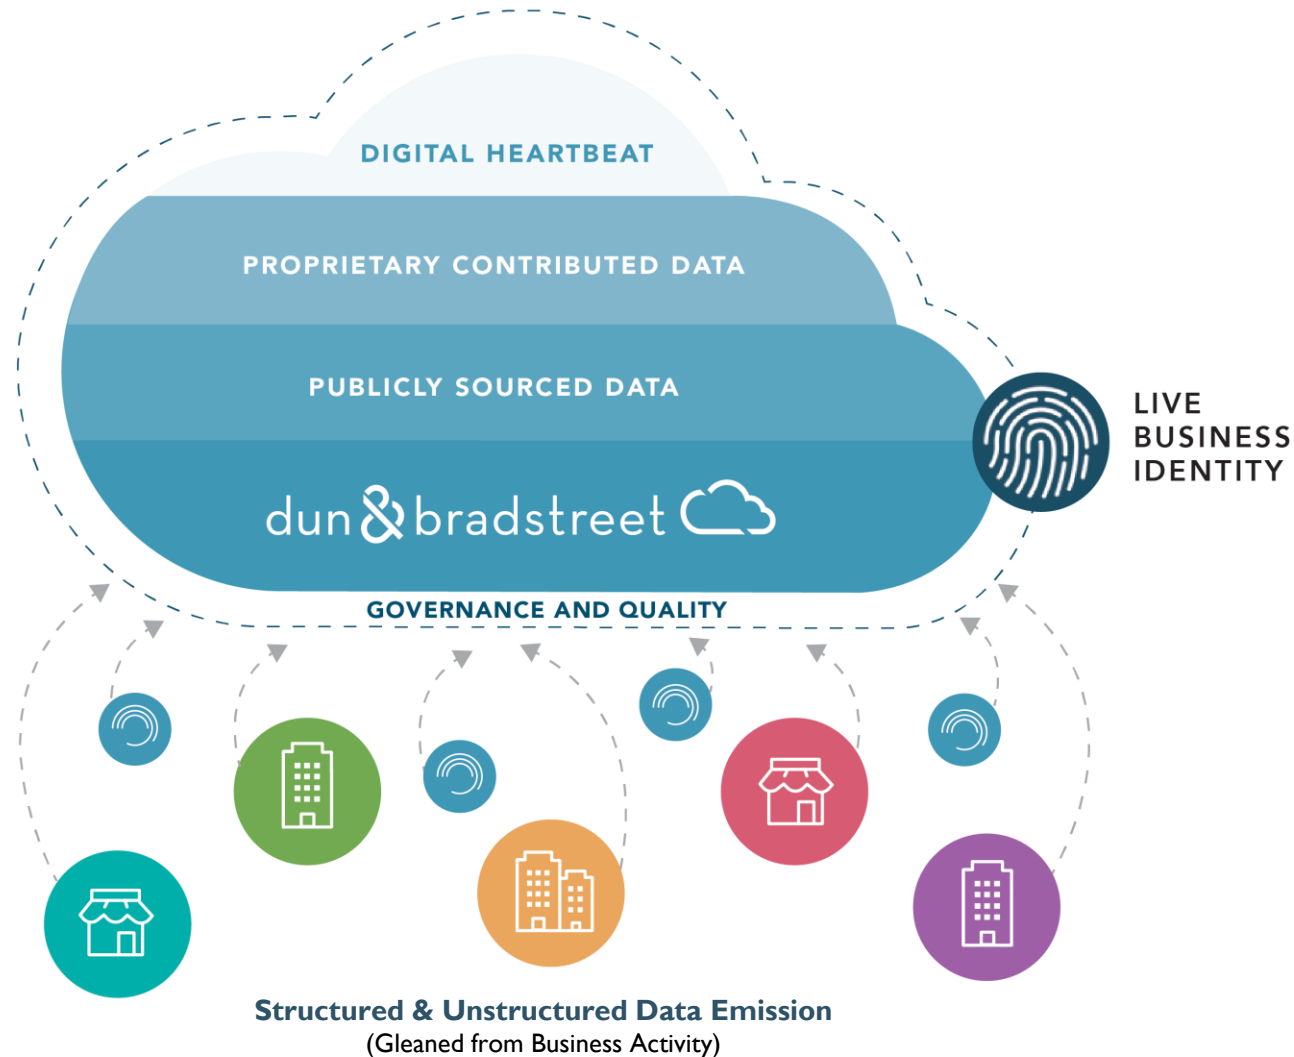 DIGITAL HEARTBEAT
PROPRIETARY CONTRIBUTED DATA
PUBLICLY SOURCED DATA
dun & bradstreet
LIVE
BUSINESS
IDENTITY
GOVERNANCE AND QUALITY
Structured & Unstructured Data Emission
(Gleaned from Business Activity)